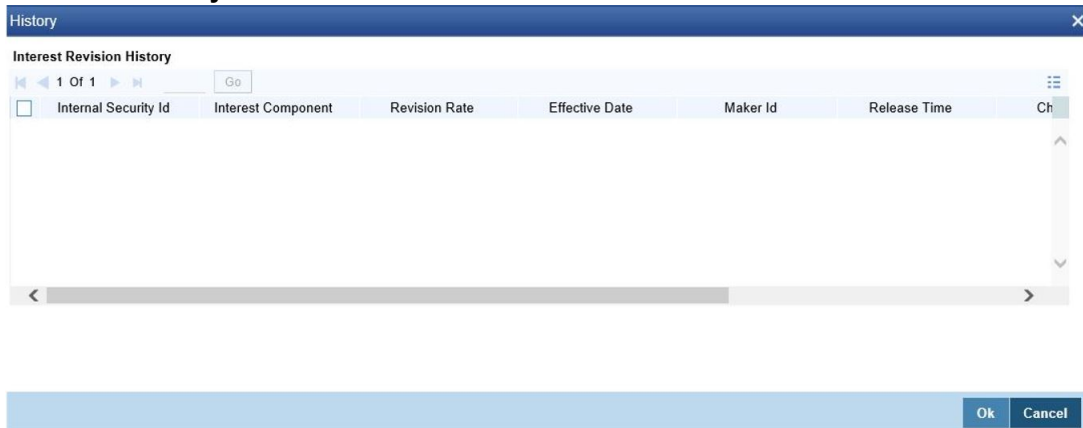 History
Interest Revision History
1 Of 1 Go
Internal Security Id Interest Component Revision Rate Effective Date Maker Id Release Time Ch
Ok Cancel